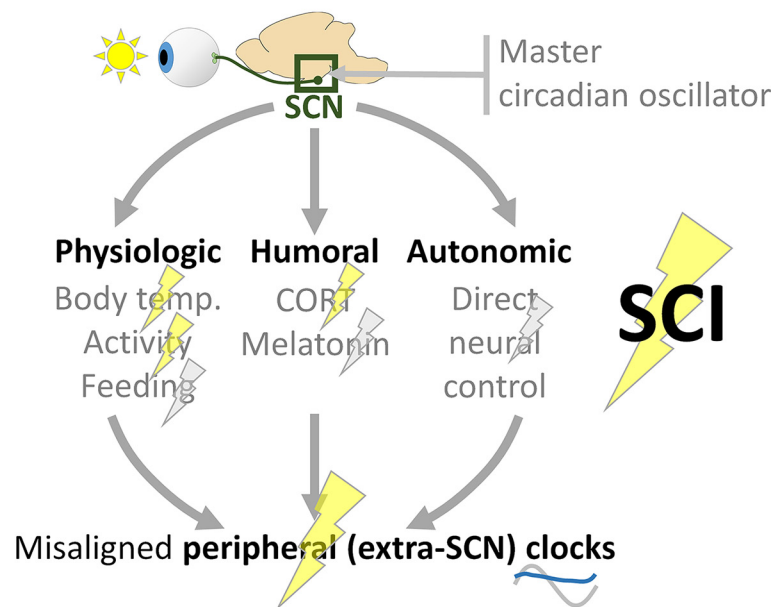 Master
circadian oscillator
SCN
Physiologic
Body temp.
Activity
Feeding
Humoral
CORT
Melatonin
Autonomic
Direct
neural
control
SCI
Misaligned peripheral (extra-SCN) clocks